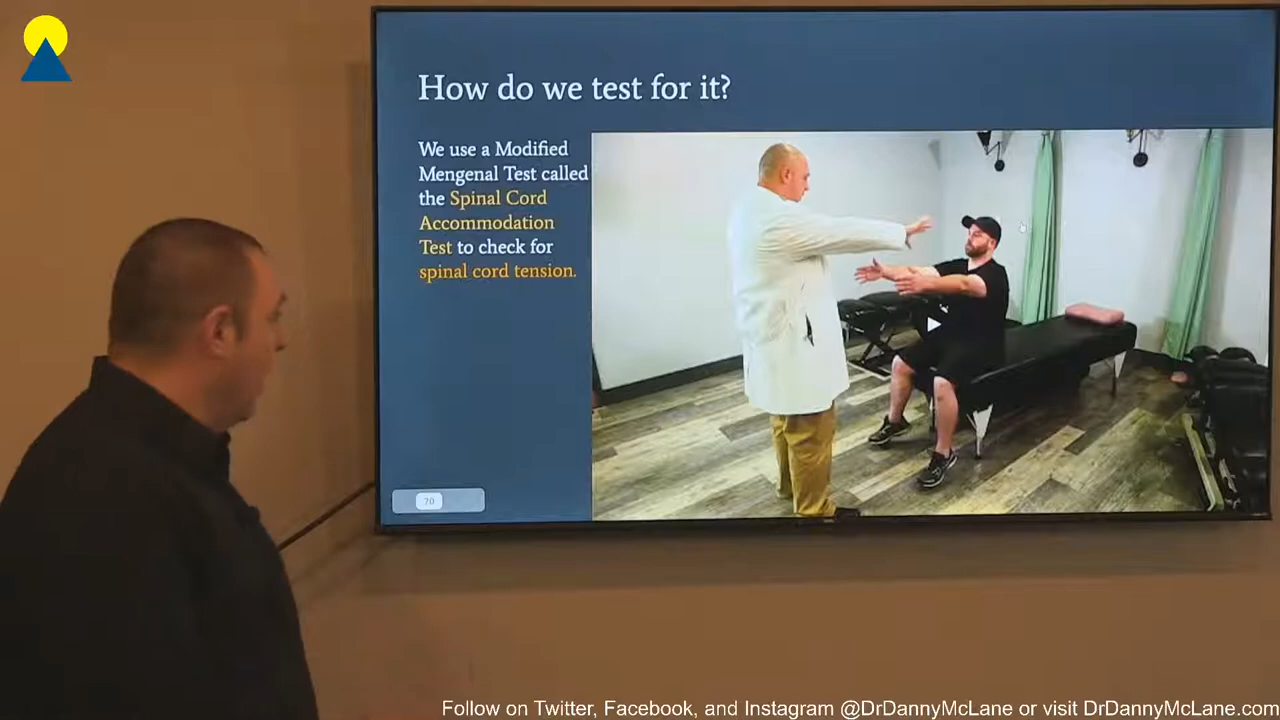 How do we test for it?
We use a Modified
Mengenal Test called
the Spinal Cord
Accommodation
Test to check for
spinal cord tension.
70
Follow on Twitter, Facebook, and Instagram @DrDannyMcLane or visit DrDannyMcLane.com